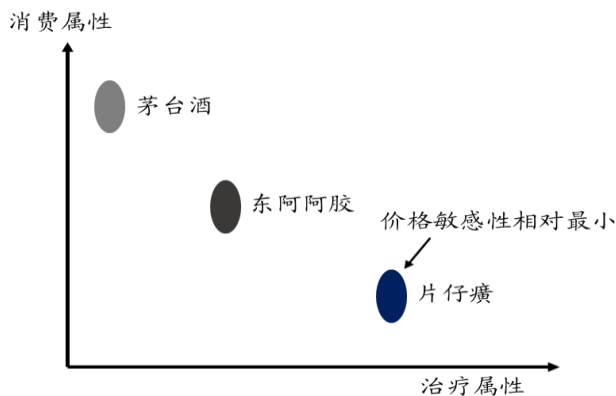 消费属性
茅台酒
东阿阿胶
价格敏感性相对最小
片仔癀
治疗属性